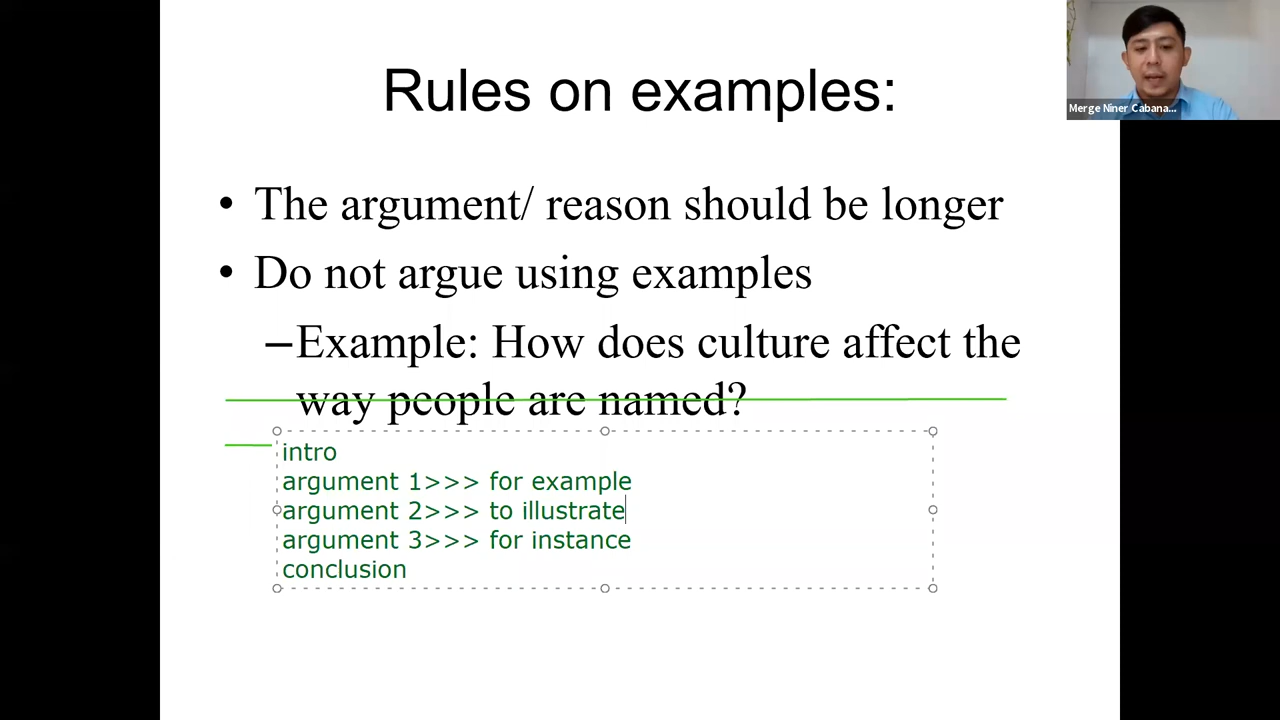 Rules on examples:
Merge Niner Cabana...
• The argument/ reason should be longer
• Do not argue using examples
–Example: How does culture affect the
way people are named?
intro
argument 1>>> for example
argument 2>>> to illustrate
argument 3>>> for instance
conclusion